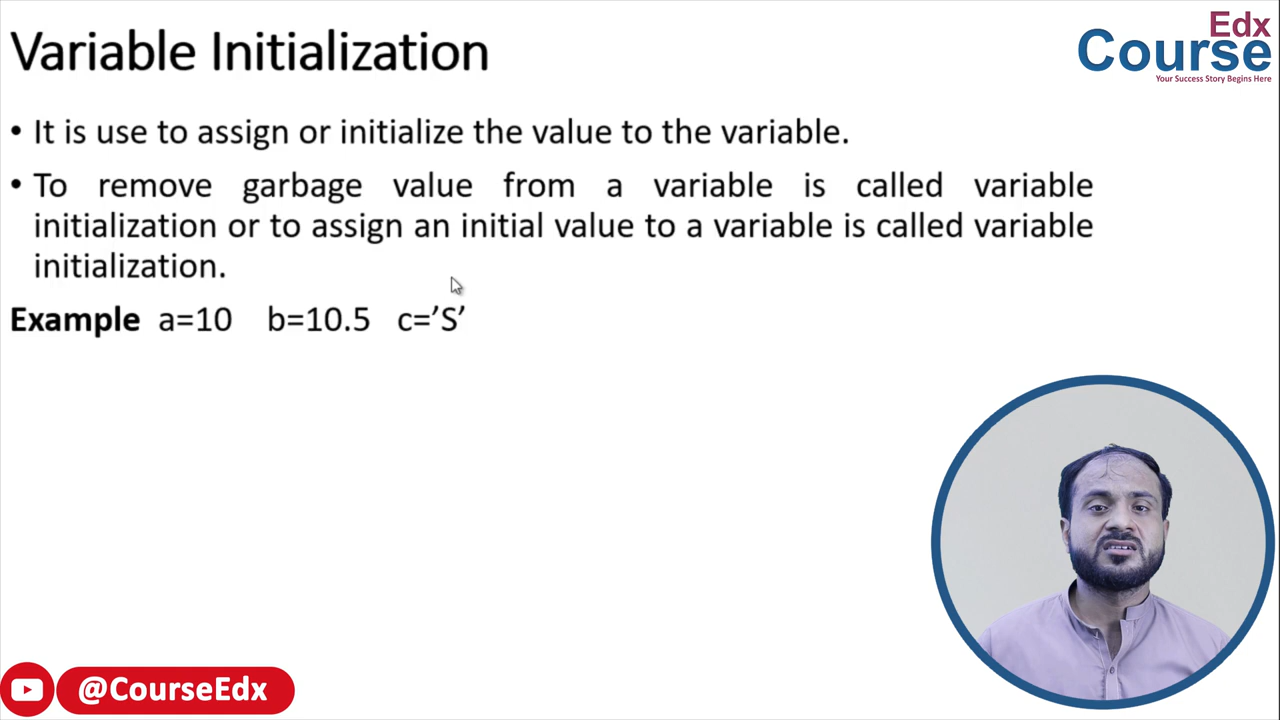 Variable Initialization
Edx
Course
Your Success Story Begins Here
• It is use to assign or initialize the value to the variable.
• To remove garbage value from a variable is called variable
initialization or to assign an initial value to a variable is called variable
initialization.
Example a=10 b=10.5 c=’S’
@CourseEdx